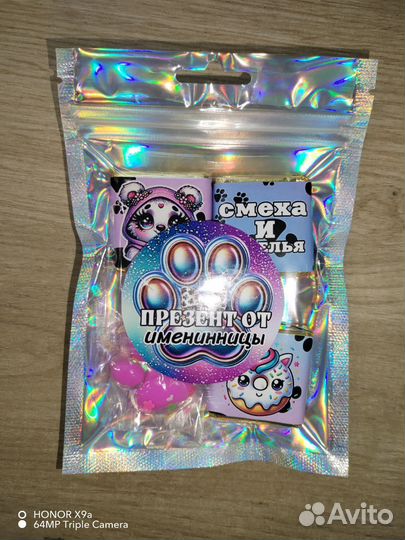 смеха
и
ПРЕЗЕНТ ОТ
именинницы
HONOR X9a
64MP Triple Camera
Avito